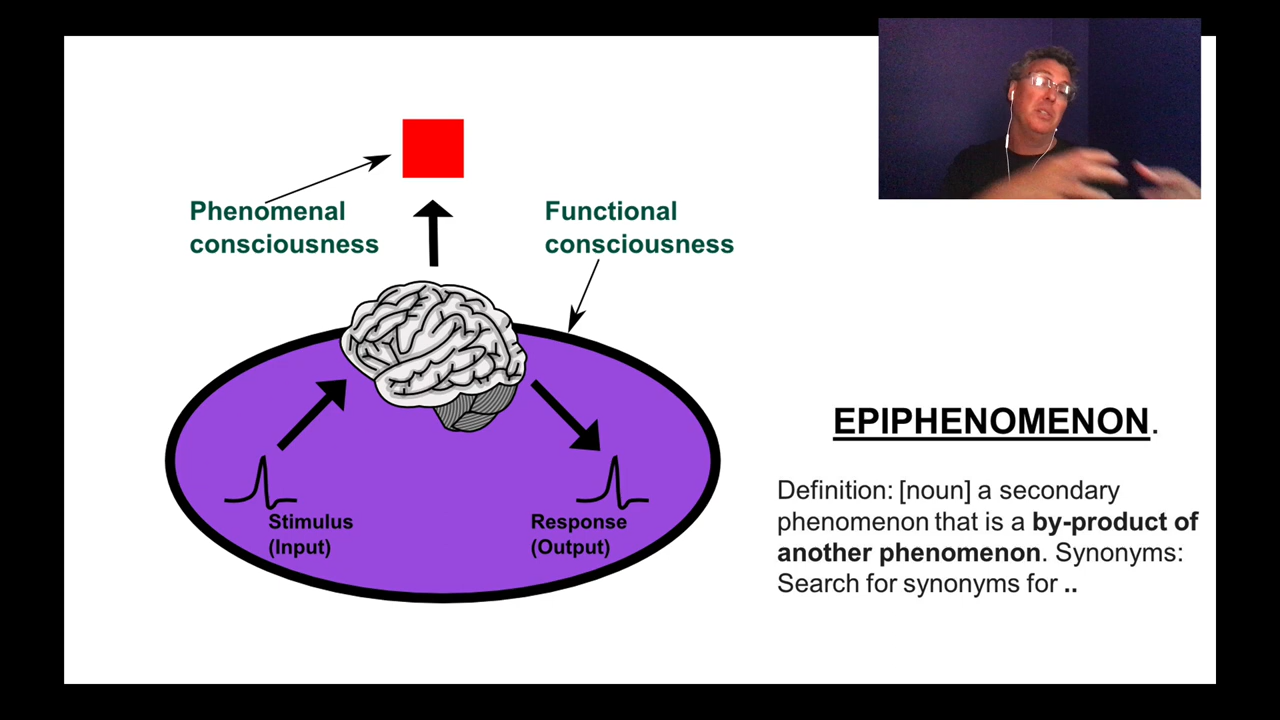 Phenomenal
consciousness
Functional
consciousness
Stimulus
(Input)
Response
(Output)
EPIPHENOMENON.
Definition: [noun] a secondary
phenomenon that is a by-product of
another phenomenon. Synonyms:
Search for synonyms for ..